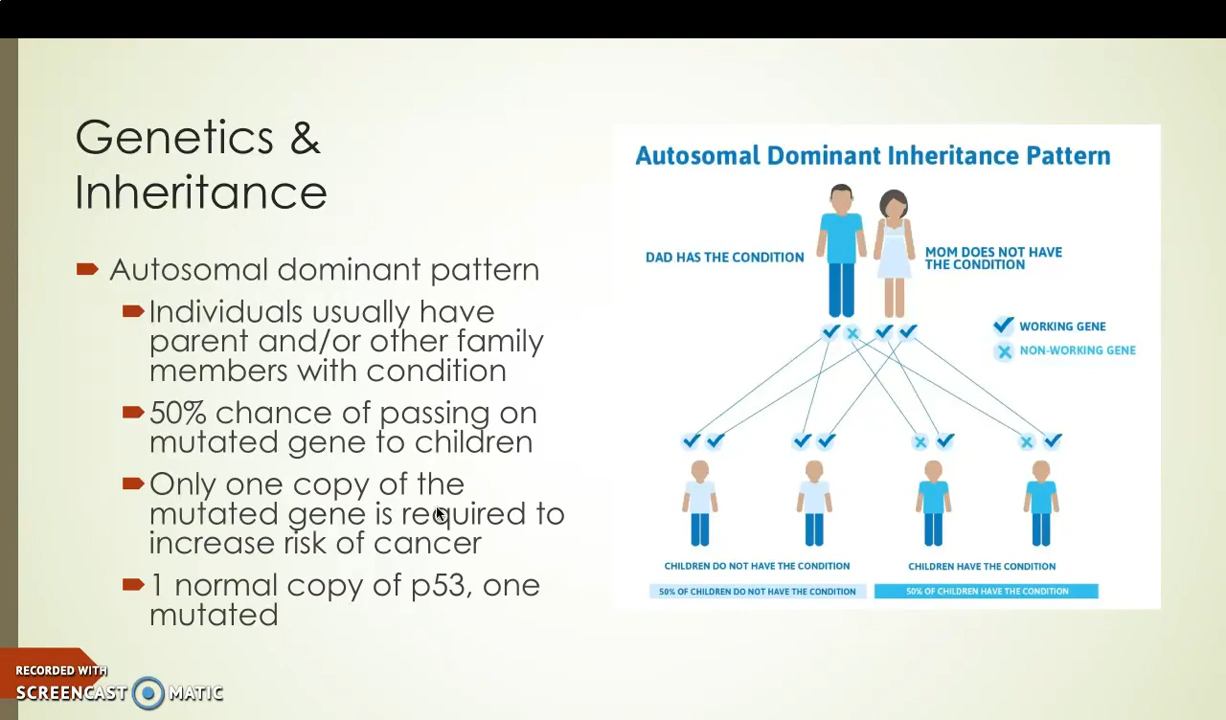 Genetics &
Inheritance
Autosomal dominant pattern
Individuals usually have
parent and/or other family
members with condition
50% chance of passing on
mutated gene to children
Only one copy of the
mutated gene is required to
increase risk of cancer
1 normal copy of p53, one
mutated
Autosomal Dominant Inheritance Pattern
DAD HAS THE CONDITION
MOM DOES NOT HAVE
THE CONDITION
WORKING GENE
NON-WORKING GENE
CHILDREN DO NOT HAVE THE CONDITION
CHILDREN HAVE THE CONDITION
50% OF CHILDREN DO NOT HAVE THE CONDITION
50% OF CHILDREN HAVE THE CONDITION
RECORDED WITH
SCREENCAST MATIC